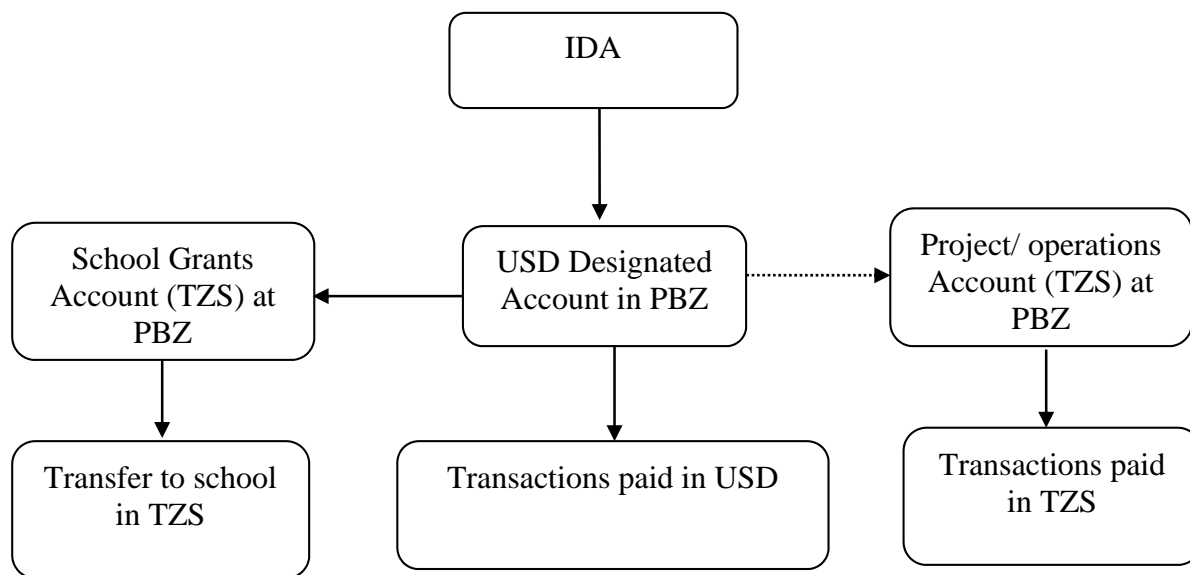 IDA
School Grants
Account (TZS) at
PBZ
USD Designated
Account in PBZ
Project/ operations
Account (TZS) at
PBZ
Transfer to school
in TZS
Transactions paid in USD
Transactions paid
in TZS